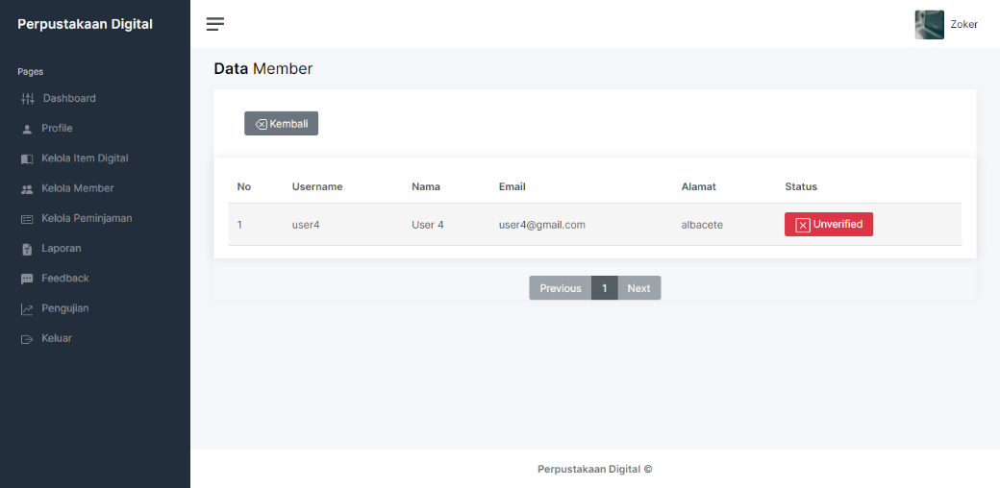 Perpustakaan Digital
Zoker
Pages
Dashboard
Profile
Kelola Item Digital
Kelola Member
Kelola Peminjaman
Laporan
Feedback
Pengujian
Keluar
Data Member
Kembali
No Username Nama Email Alamat Status
1 user4 User 4 user4@gmail.com albacete Unverified
Previous 1 Next
Perpustakaan Digital ©